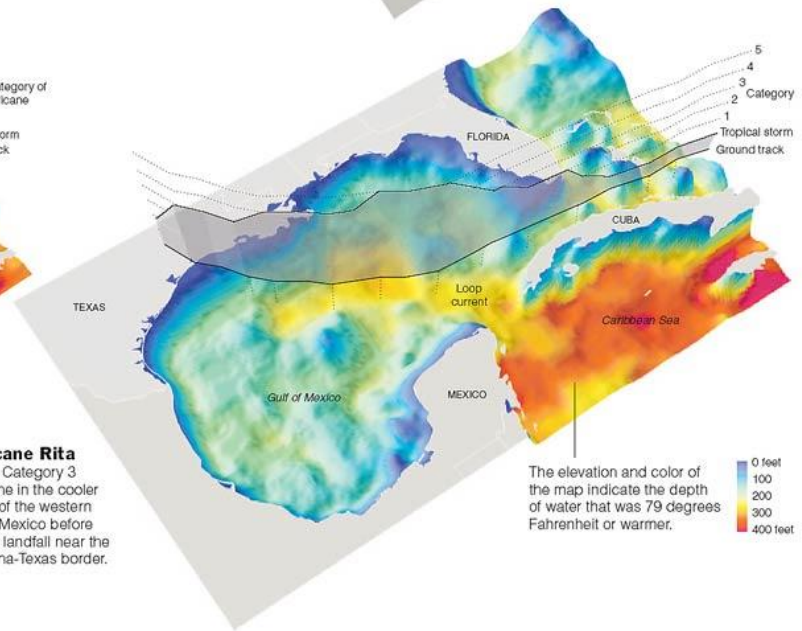 tegory of
icane
orm
ck
5
4
3
Category
2
1
Tropical storm
Ground track
FLORIDA
CUBA
TEXAS
Loop
current
Caribbean Sea
Gulf of Mexico
MEXICO
cane Rita
Category 3
ne in the cooler
of the western
Mexico before
landfall near the
na-Texas border.
The elevation and color of
the map indicate the depth
of water that was 79 degrees
Fahrenheit or warmer.
0 feet
100
200
300
400 feet